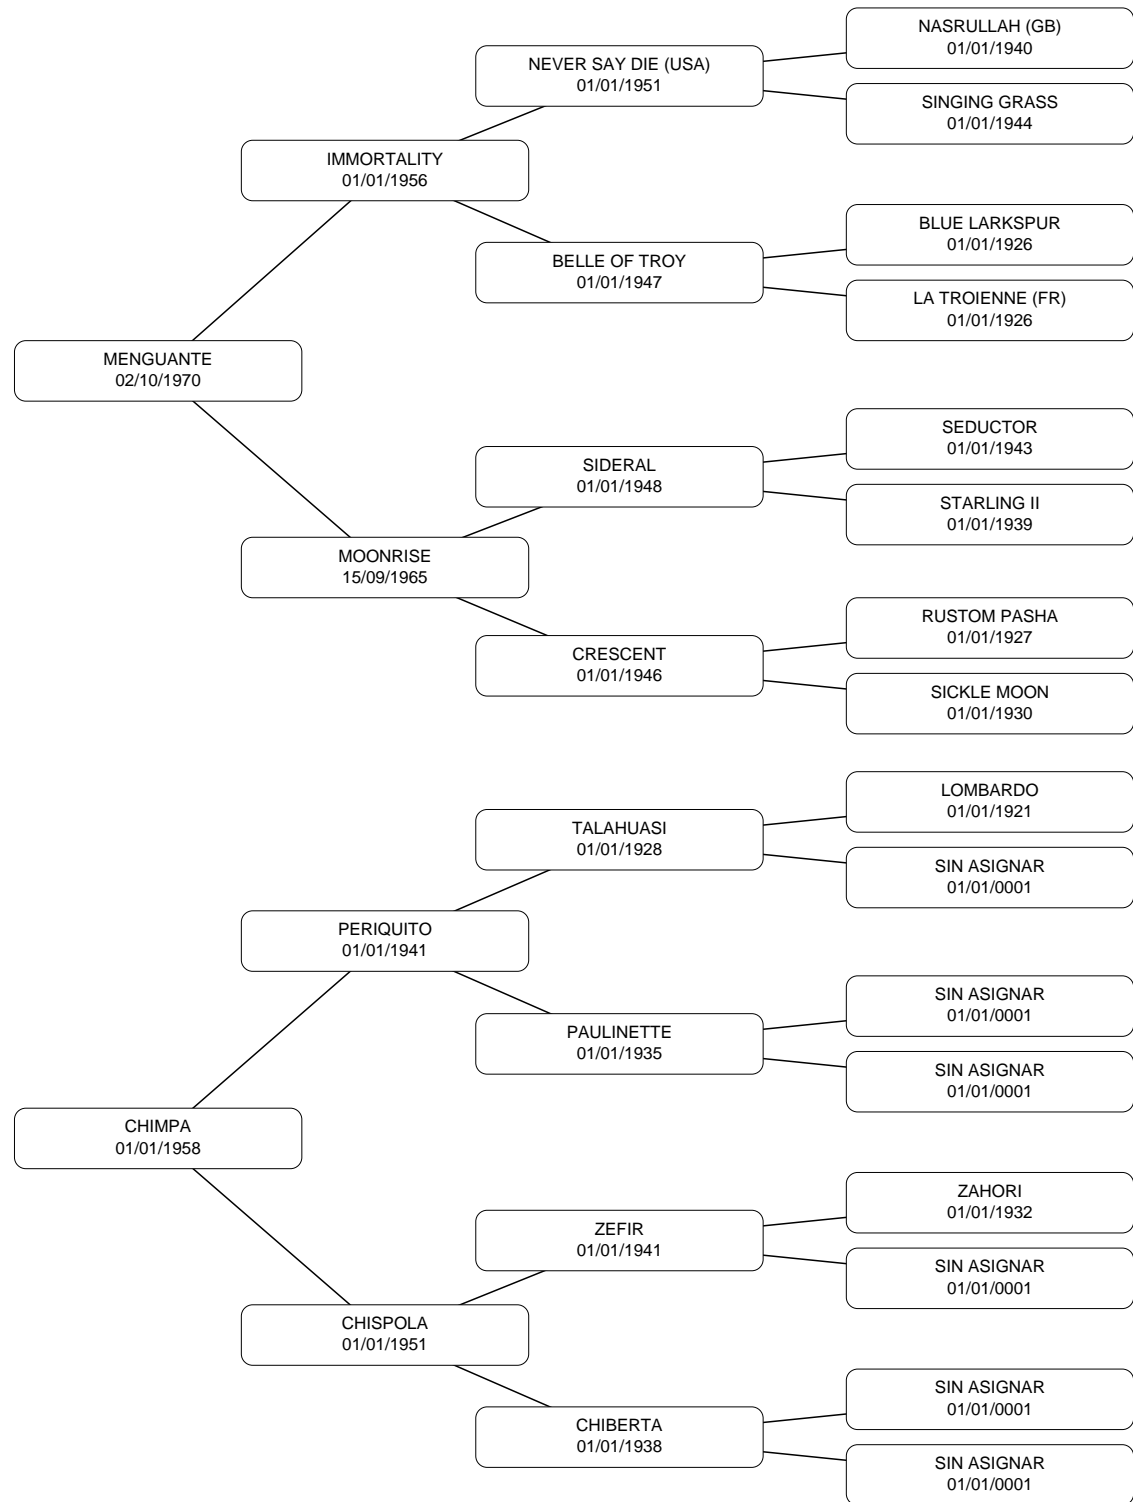 NASRULLAH (GB)
01/01/1940
NEVER SAY DIE (USA)
01/01/1951
SINGING GRASS
01/01/1944
IMMORTALITY
01/01/1956
BLUE LARKSPUR
01/01/1926
BELLE OF TROY
01/01/1947
LA TROIENNE (FR)
01/01/1926
MENGUANTE
02/10/1970
SEDUCTOR
01/01/1943
SIDERAL
01/01/1948
STARLING II
01/01/1939
MOONRISE
15/09/1965
RUSTOM PASHA
01/01/1927
CRESCENT
01/01/1946
SICKLE MOON
01/01/1930
LOMBARDO
01/01/1921
TALAHUASI
01/01/1928
SIN ASIGNAR
01/01/0001
PERIQUITO
01/01/1941
SIN ASIGNAR
01/01/0001
PAULINETTE
01/01/1935
SIN ASIGNAR
01/01/0001
CHIMPA
01/01/1958
ZAHORI
01/01/1932
ZEFIR
01/01/1941
SIN ASIGNAR
01/01/0001
CHISPOLA
01/01/1951
SIN ASIGNAR
01/01/0001
CHIBERTA
01/01/1938
SIN ASIGNAR
01/01/0001